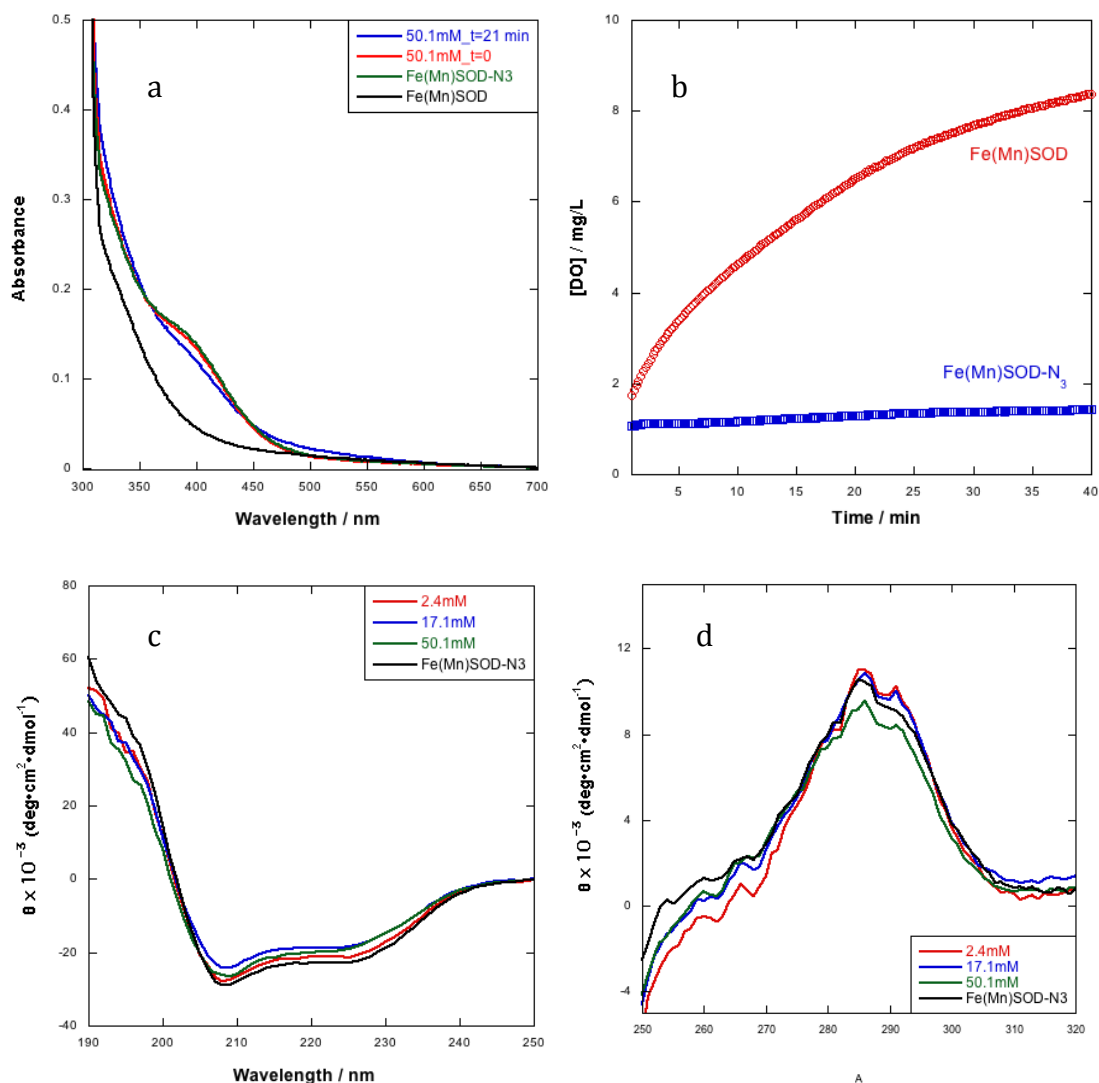 a
50.1mM_t=21 min
50.1mM_t=0
Fe(Mn)SOD-N3
Fe(Mn)SOD
Absorbance
0.5
0.4
0.3
0.2
0.1
0
300 350 400 450 500 550 600 650 700
Wavelength / nm
b
Fe(Mn)SOD
Fe(Mn)SOD-N3
[DO] / mg/L
10
8
6
4
2
0
5 10 15 20 25 30 35 40
Time / min
c
2.4mM
17.1mM
50.1mM
Fe(Mn)SOD-N3
θ × 10⁻³ (deg•cm²•dmol⁻¹)
80
60
40
20
0
-20
-40
190 200 210 220 230 240 250
Wavelength / nm
d
θ × 10⁻³ (deg•cm²•dmol⁻¹)
12
8
4
0
-4
2.4mM
17.1mM
50.1mM
Fe(Mn)SOD-N3
250 260 270 280 290 300 310 320
A